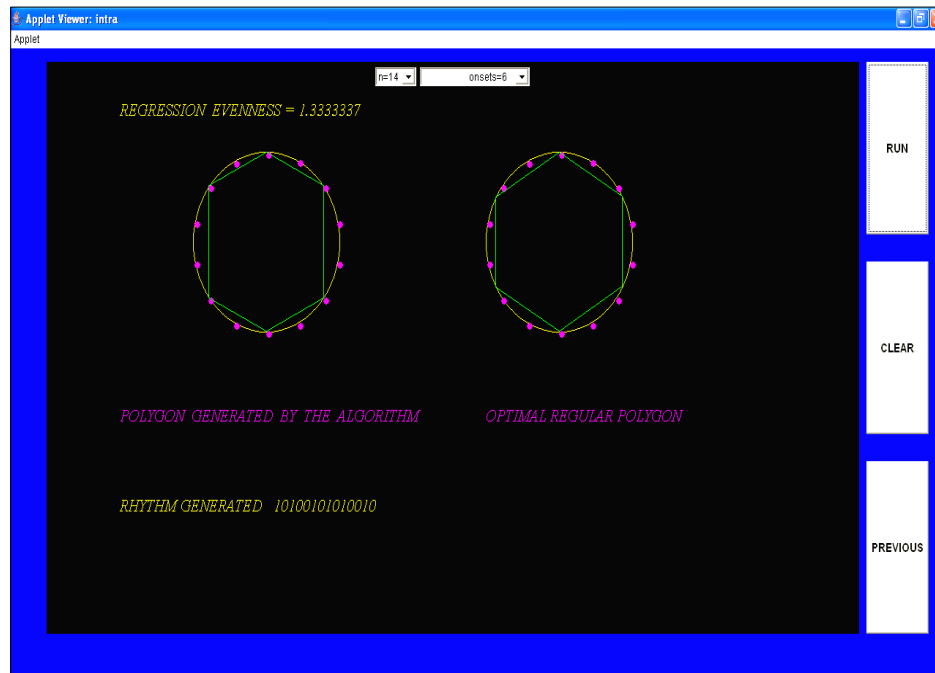 Applet Viewer: intra
Applet
n=14 onsets=6
REGRESSION EVENNESS = 1.3333337
RUN
CLEAR
POLYGON GENERATED BY THE ALGORITHM OPTIMAL REGULAR POLYGON
RHYTHM GENERATED 10100101010010
PREVIOUS